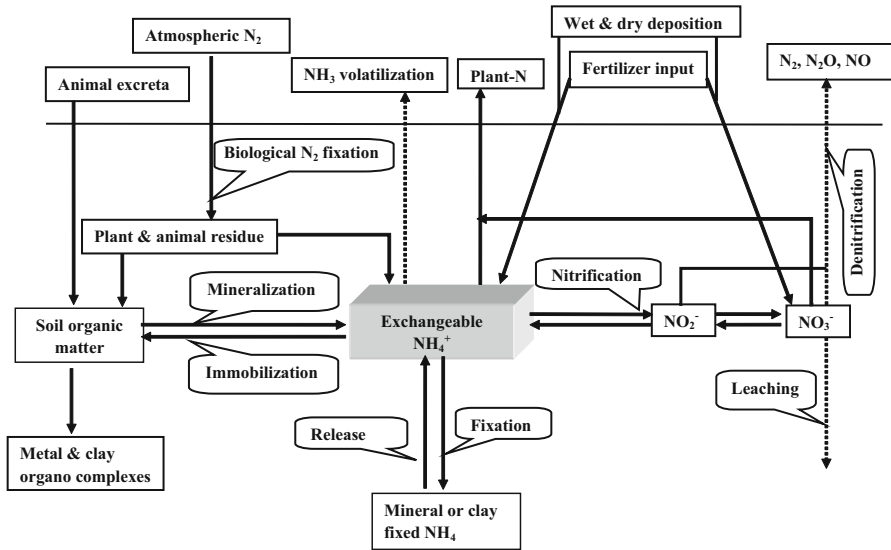 Wet & dry deposition
Atmospheric N₂
Animal excreta
NH₃ volatilization
Plant-N
Fertilizer input
N₂, N₂O, NO
Biological N₂ fixation
Denitrification
Plant & animal residue
Mineralization
Nitrification
Soil organic
matter
Exchangeable
NH₄⁺
NO₂⁻
NO₃⁻
Immobilization
Leaching
Release
Fixation
Metal & clay
organo complexes
Mineral or clay
fixed NH₄